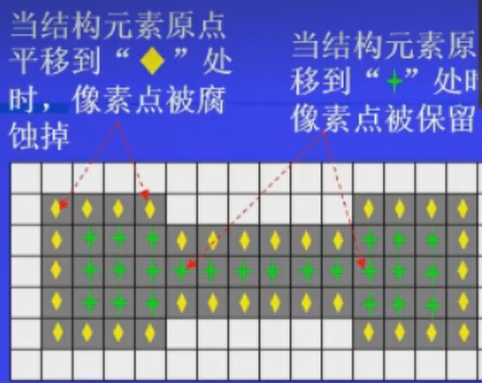 当结构元素原点
平移到“ ”处
时，像素点被腐
蚀掉
当结构元素原
移到“ ”处
像素点被保留